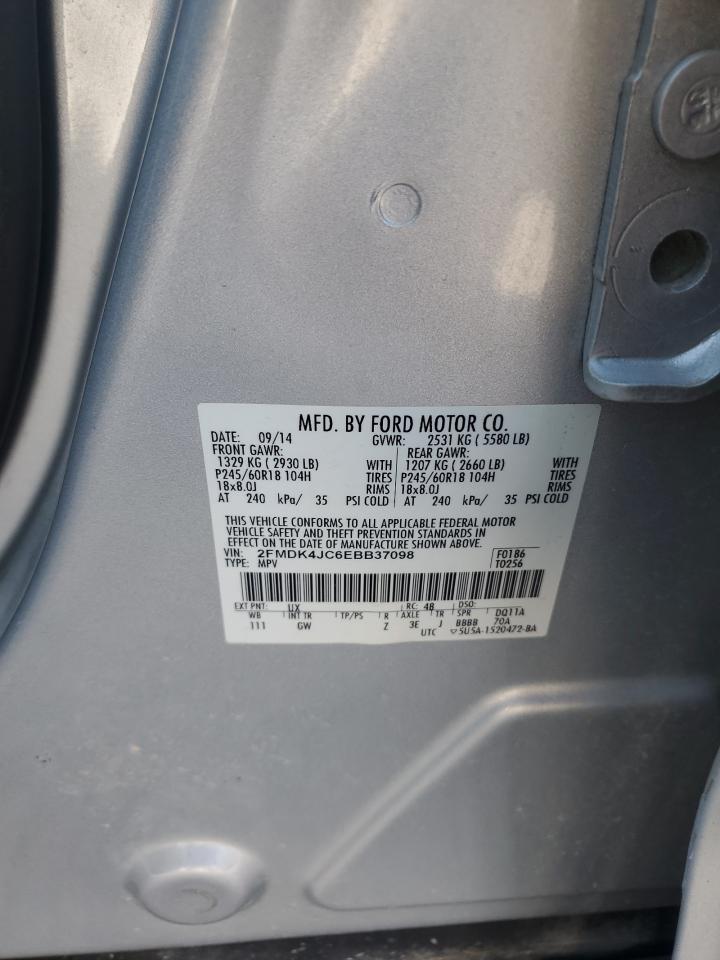 MFD. BY FORD MOTOR CO.
DATE: 09/14 GVWR: 2531 KG ( 5580 LB)
FRONT GAWR: REAR GAWR:
1329 KG ( 2930 LB) WITH 1207 KG ( 2660 LB) WITH
P245/60R18 104H TIRES P245/60R18 104H TIRES
18x8.0J RIMS 18x8.0J RIMS
AT 240 kPa/ 35 PSI COLD AT 240 kPa/ 35 PSI COLD
THIS VEHICLE CONFORMS TO ALL APPLICABLE FEDERAL MOTOR
VEHICLE SAFETY AND THEFT PREVENTION STANDARDS IN
EFFECT ON THE DATE OF MANUFACTURE SHOWN ABOVE.
VIN: 2FMDK4JC6EBB37098 F0186
TYPE: MPV T0256
EXT PNT: UX RC: 48 DSO:
WB INT TR TP/PS R AXLE TR SPR DQ11A
111 GW Z 3E J BBBB 70A
UTC ▽5U5A-1520472-BA